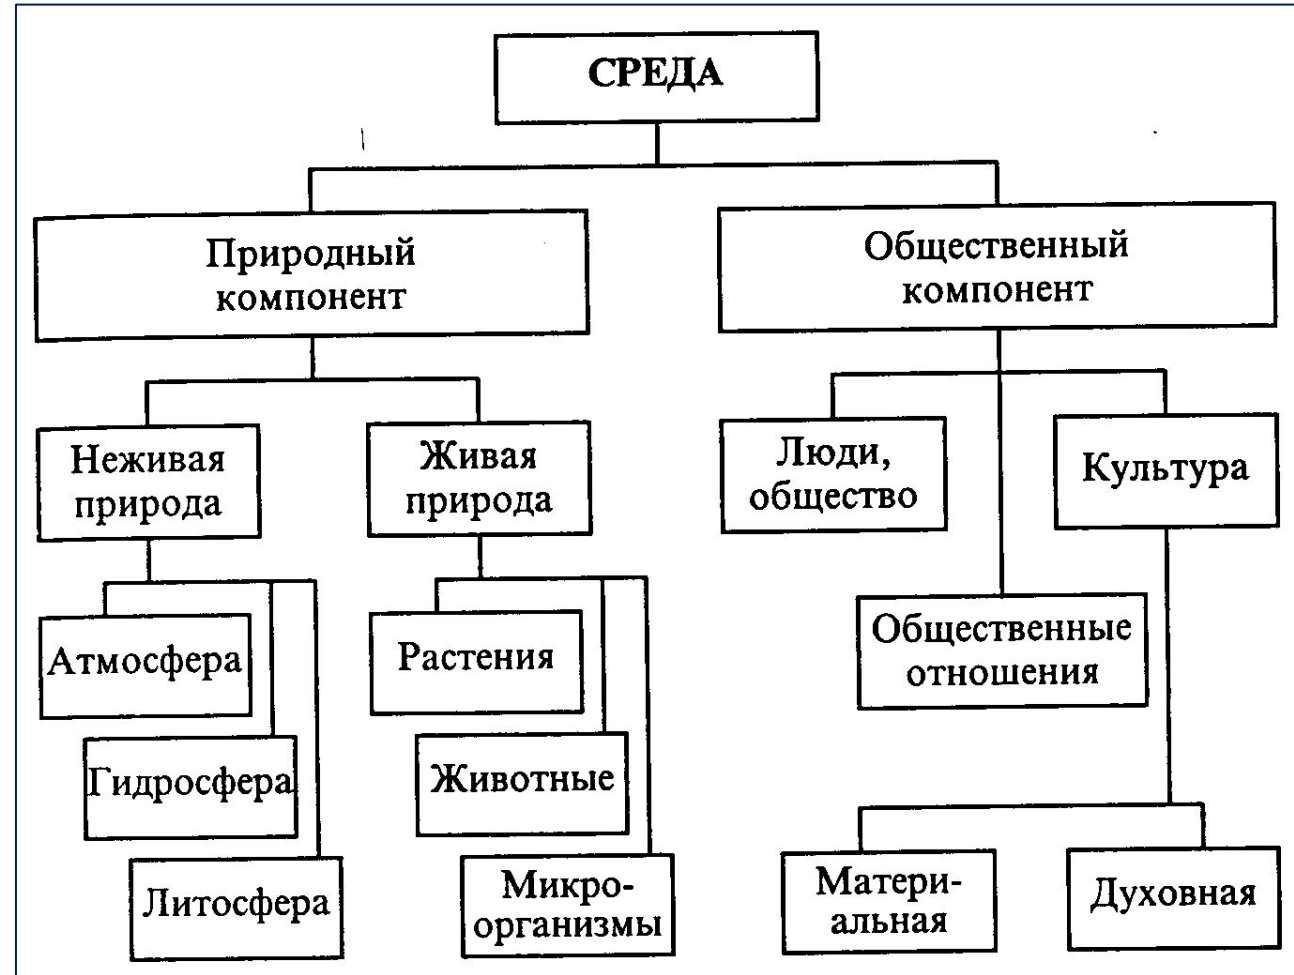 СРЕДА
Природный
компонент
Общественный
компонент
Неживая
природа
Живая
природа
Люди,
общество
Культура
Атмосфера
Растения
Общественные
отношения
Гидросфера
Животные
Литосфера
Микро-
организмы
Матери-
альная
Духовная